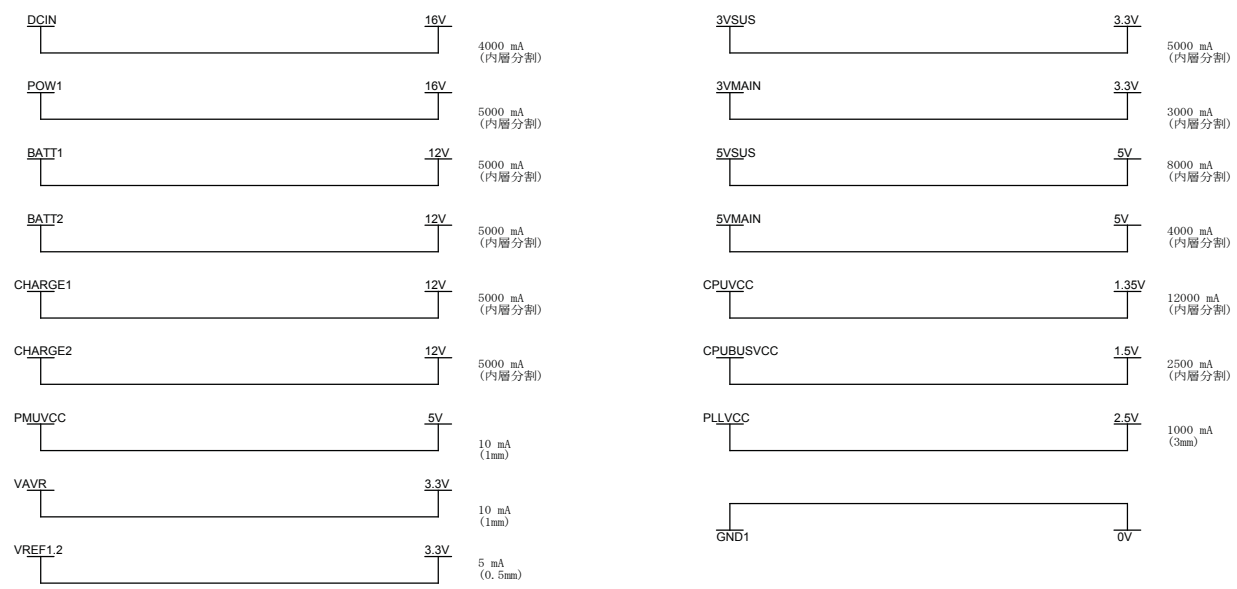 DCIN 16V
4000 mA
(内層分割)
POW1 16V
5000 mA
(内層分割)
BATT1 12V
5000 mA
(内層分割)
BATT2 12V
5000 mA
(内層分割)
CHARGE1 12V
5000 mA
(内層分割)
CHARGE2 12V
5000 mA
(内層分割)
PMUVCC 5V
10 mA
(1mm)
VAVR 3.3V
10 mA
(1mm)
VREF1.2 3.3V
5 mA
(0.5mm)
3VSUS 3.3V
5000 mA
(内層分割)
3VMAIN 3.3V
3000 mA
(内層分割)
5VSUS 5V
8000 mA
(内層分割)
5VMAIN 5V
4000 mA
(内層分割)
CPUVCC 1.35V
12000 mA
(内層分割)
CPUBUSVCC 1.5V
2500 mA
(内層分割)
PLLVCC 2.5V
1000 mA
(3mm)
GND1 0V